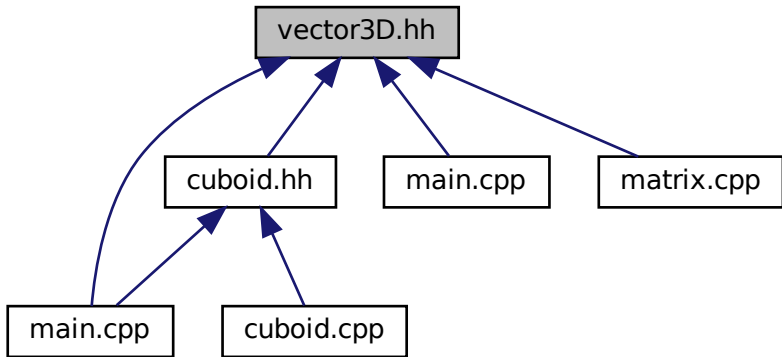 vector3D.hh
cuboid.hh
main.cpp
matrix.cpp
main.cpp
cuboid.cpp